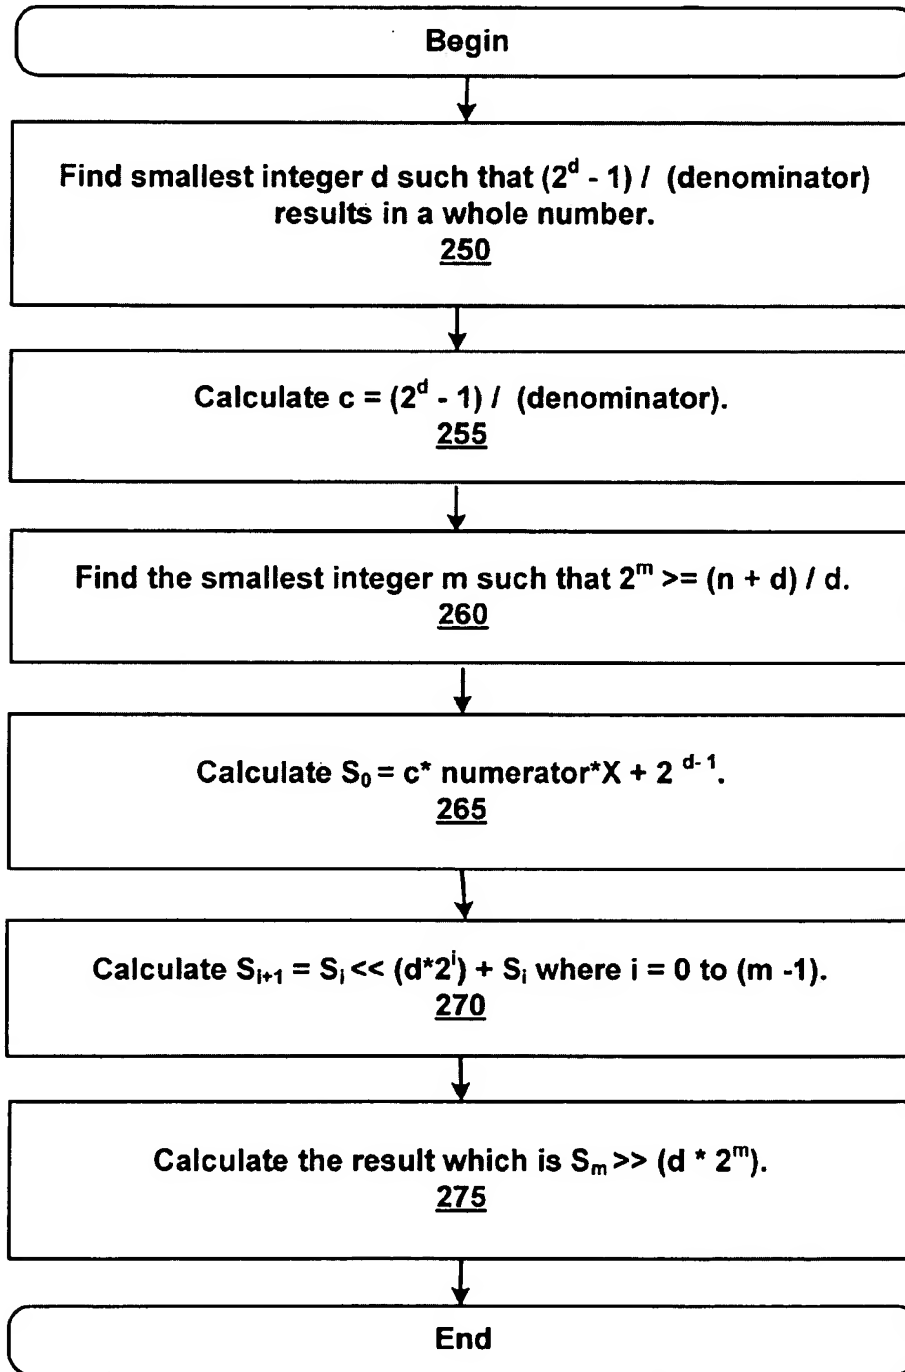 Begin
Find smallest integer d such that (2^d - 1) / (denominator)
results in a whole number.
250
Calculate c = (2^d - 1) / (denominator).
255
Find the smallest integer m such that 2^m >= (n + d) / d.
260
Calculate S_0 = c* numerator*X + 2^{d-1}.
265
Calculate S_{i+1} = S_i << (d*2^i) + S_i where i = 0 to (m -1).
270
Calculate the result which is S_m >> (d * 2^m).
275
End